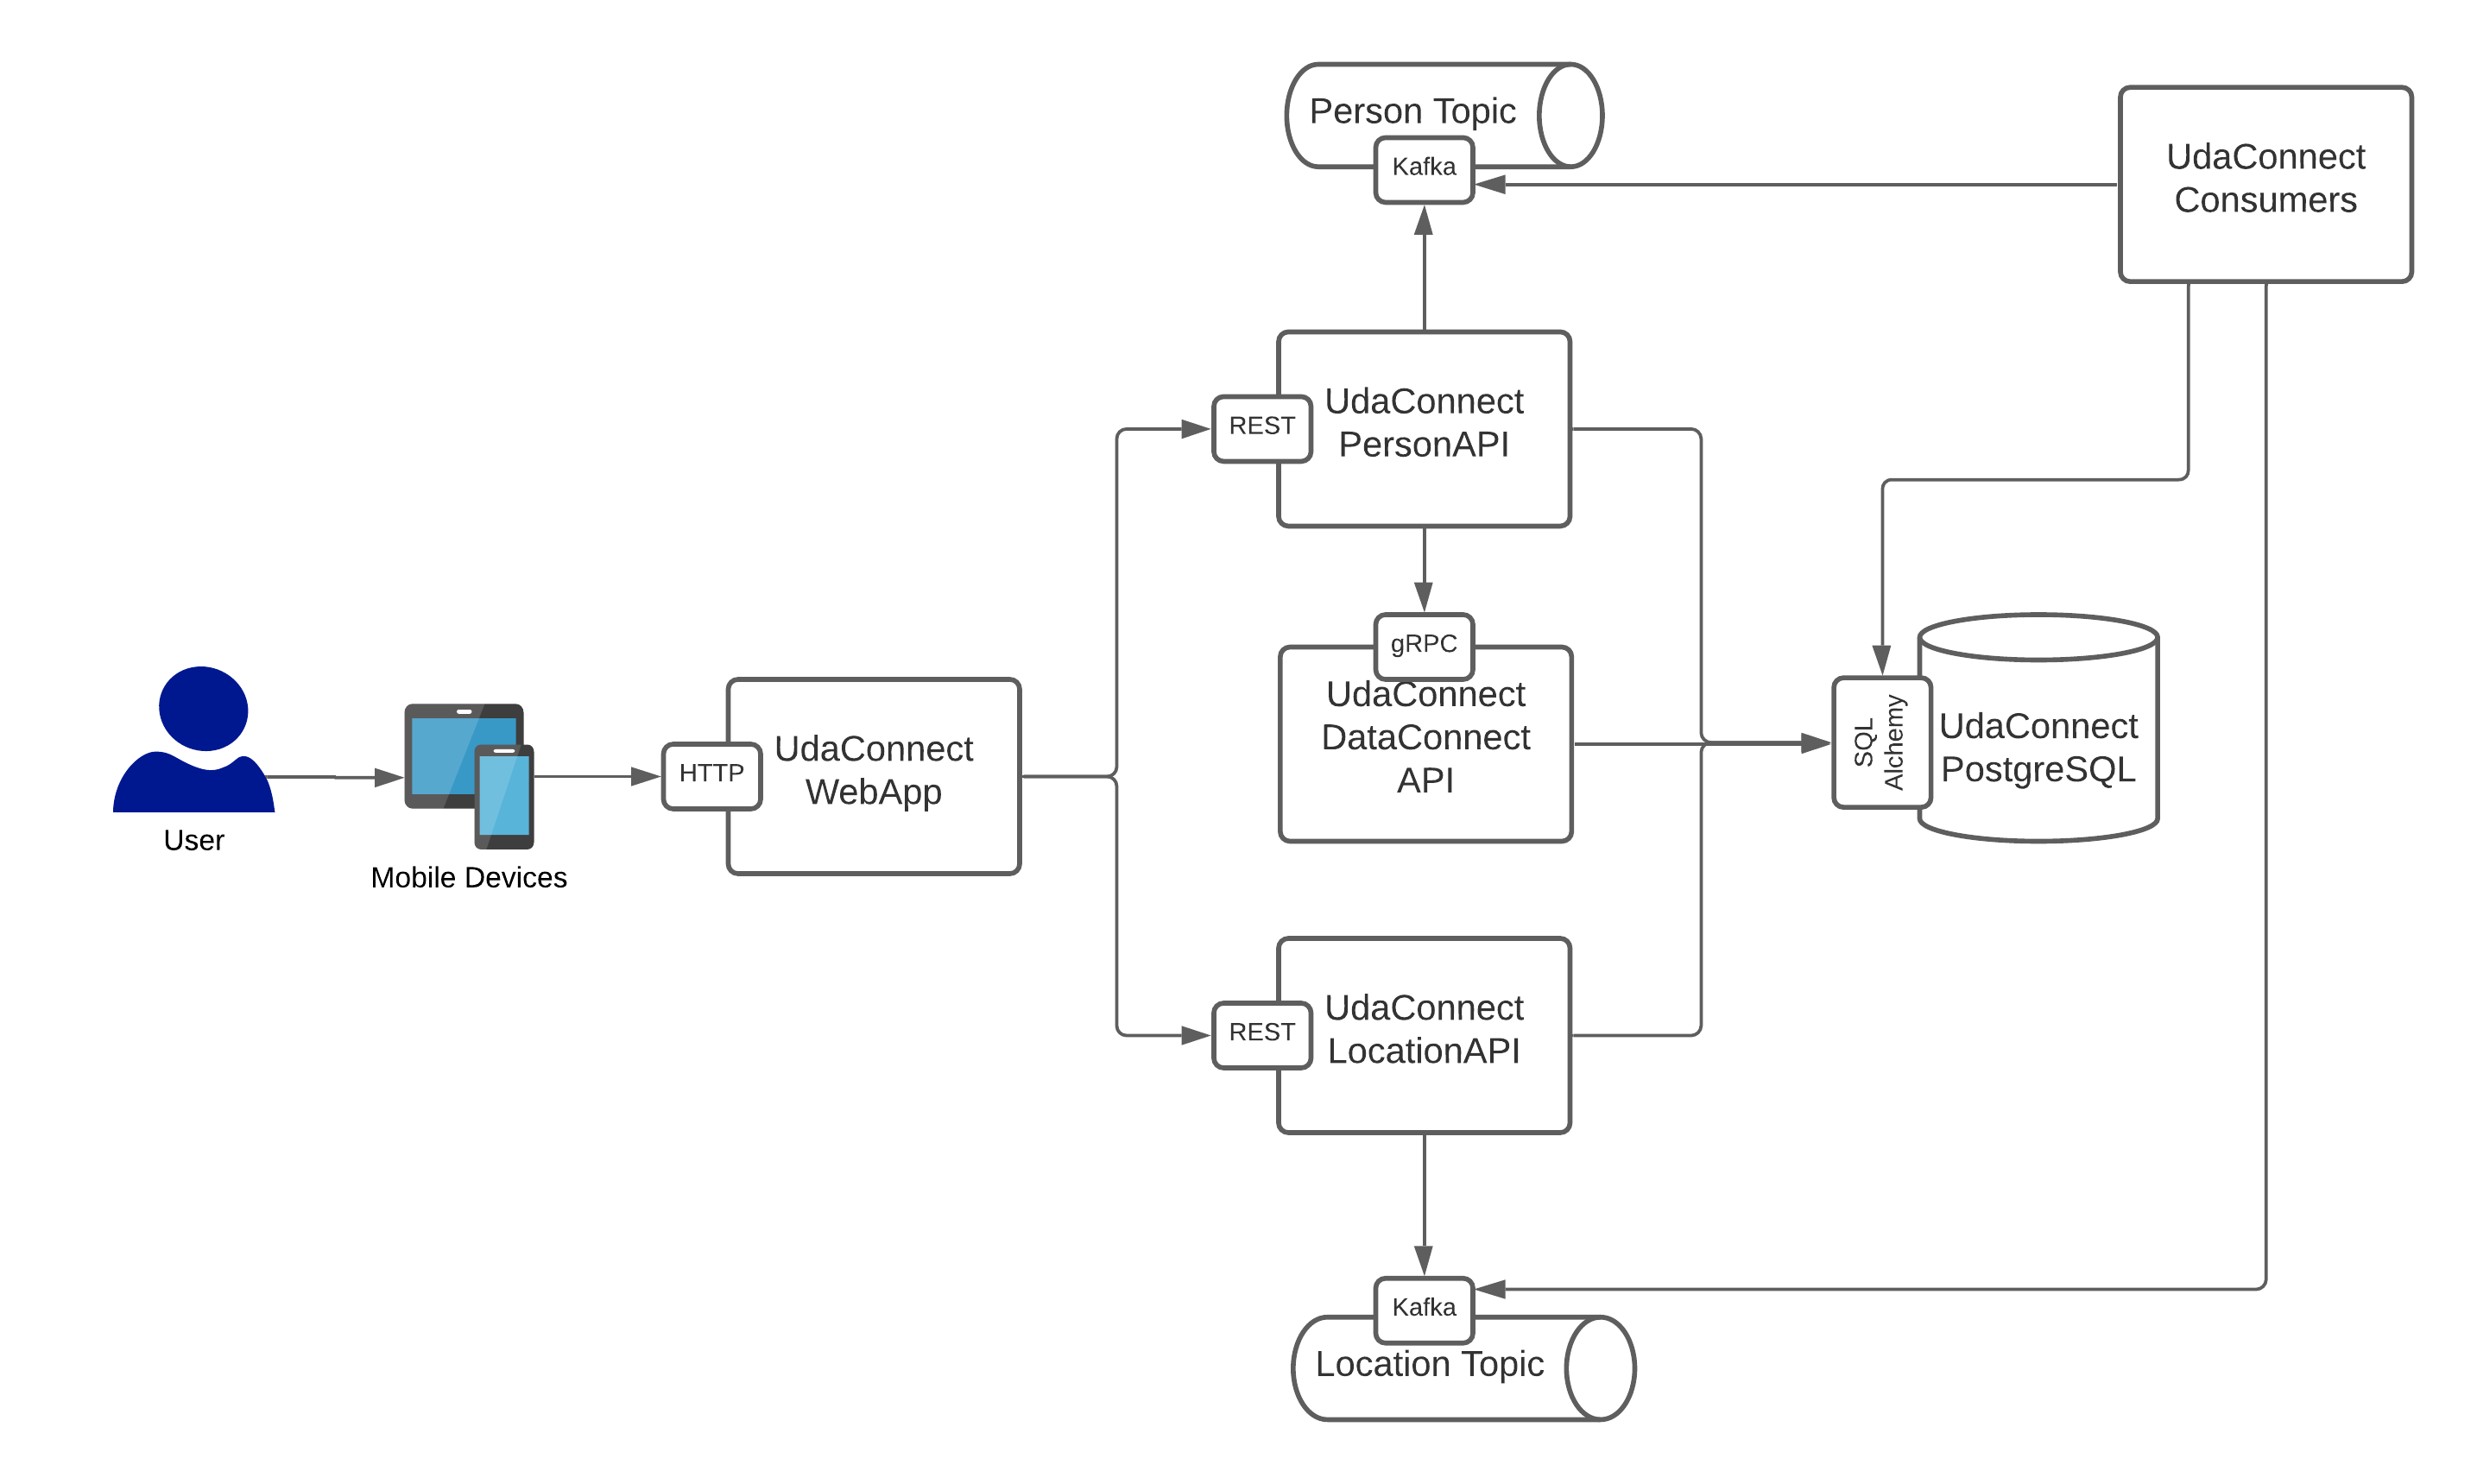 Person Topic
Kafka
UdaConnect
Consumers
REST
UdaConnect
PersonAPI
gRPC
UdaConnect
DataConnect
API
User
Mobile Devices
HTTP
UdaConnect
WebApp
SQL
Alchemy
UdaConnect
PostgreSQL
REST
UdaConnect
LocationAPI
Kafka
Location Topic